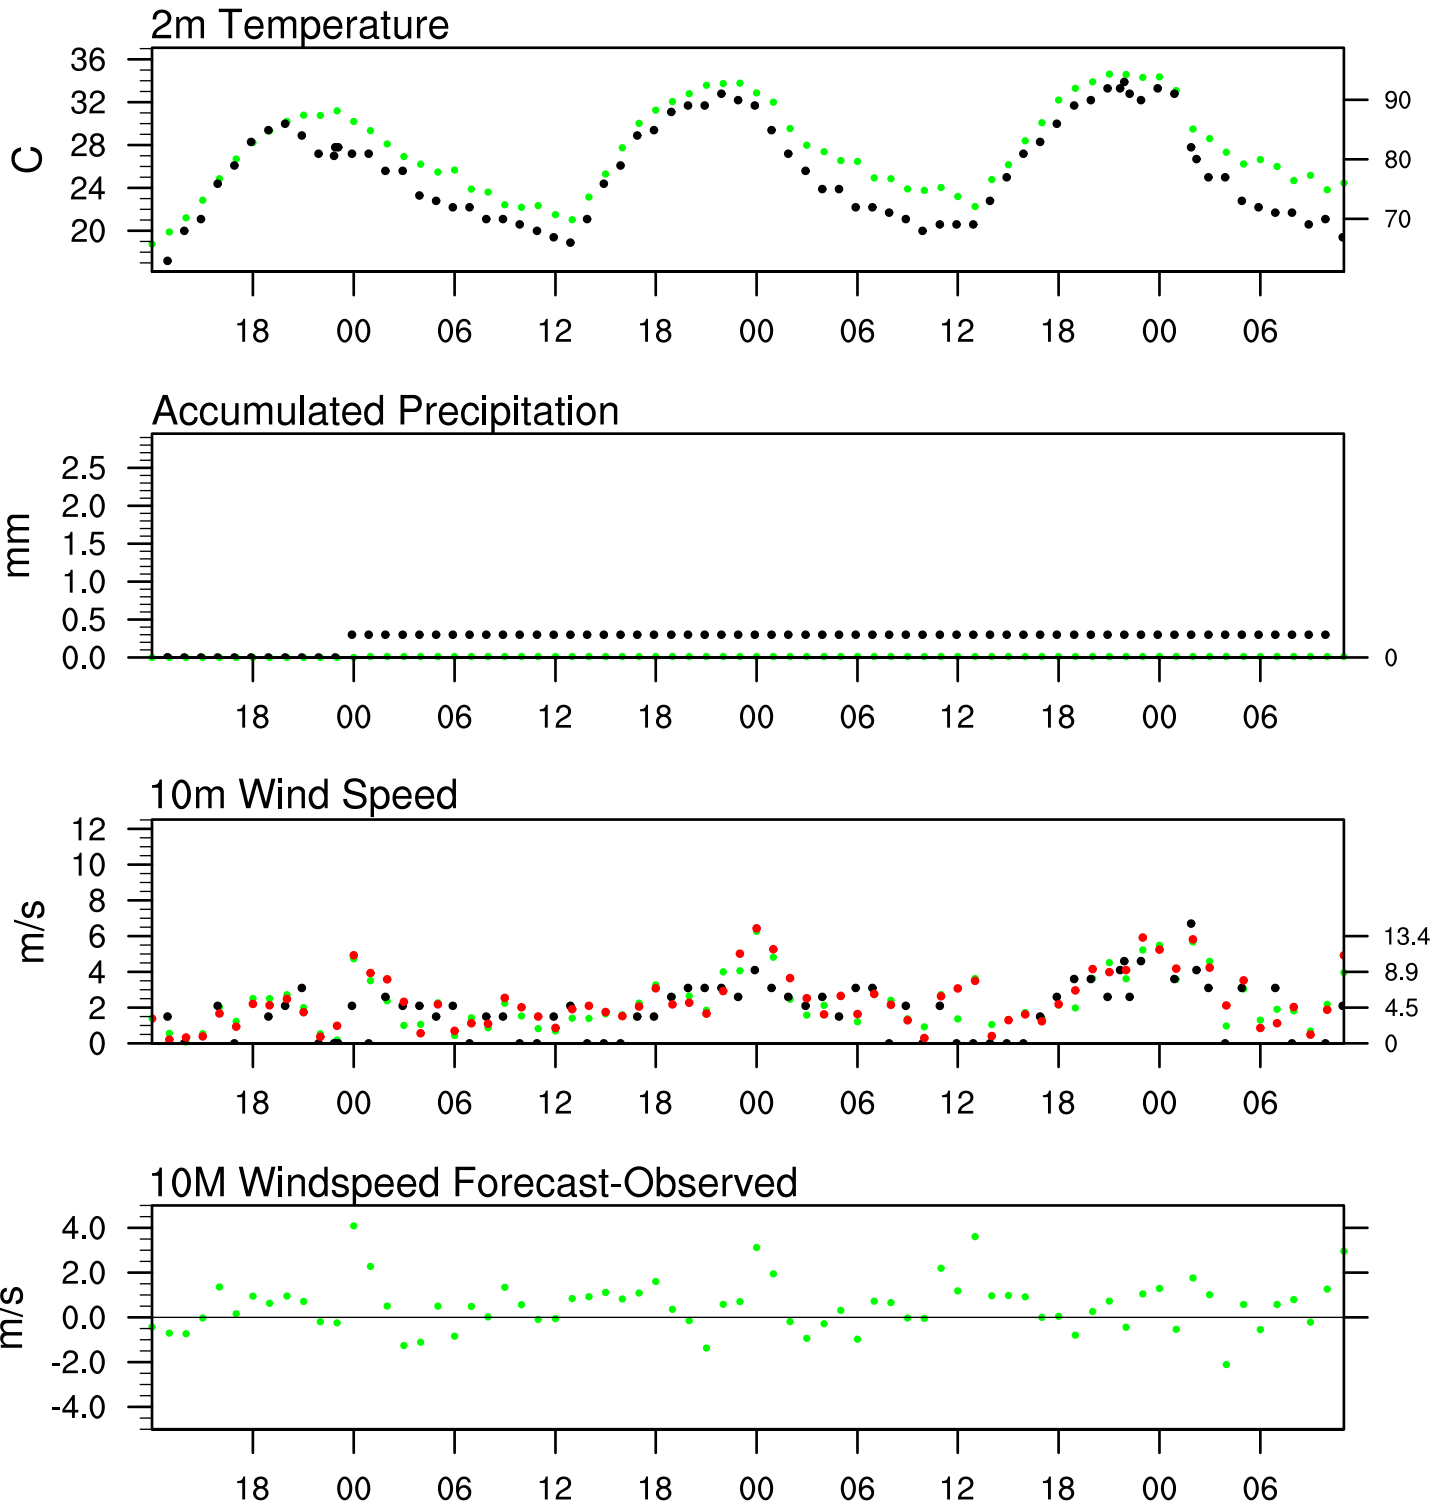 2m Temperature
36
32
28
24
20
C
90
80
70
18 00 06 12 18 00 06 12 18 00 06
Accumulated Precipitation
2.5
2.0
1.5
1.0
0.5
0.0
mm
0
18 00 06 12 18 00 06 12 18 00 06
10m Wind Speed
12
10
8
6
4
2
0
m/s
13.4
8.9
4.5
0
18 00 06 12 18 00 06 12 18 00 06
10M Windspeed Forecast-Observed
4.0
2.0
0.0
-2.0
-4.0
m/s
18 00 06 12 18 00 06 12 18 00 06